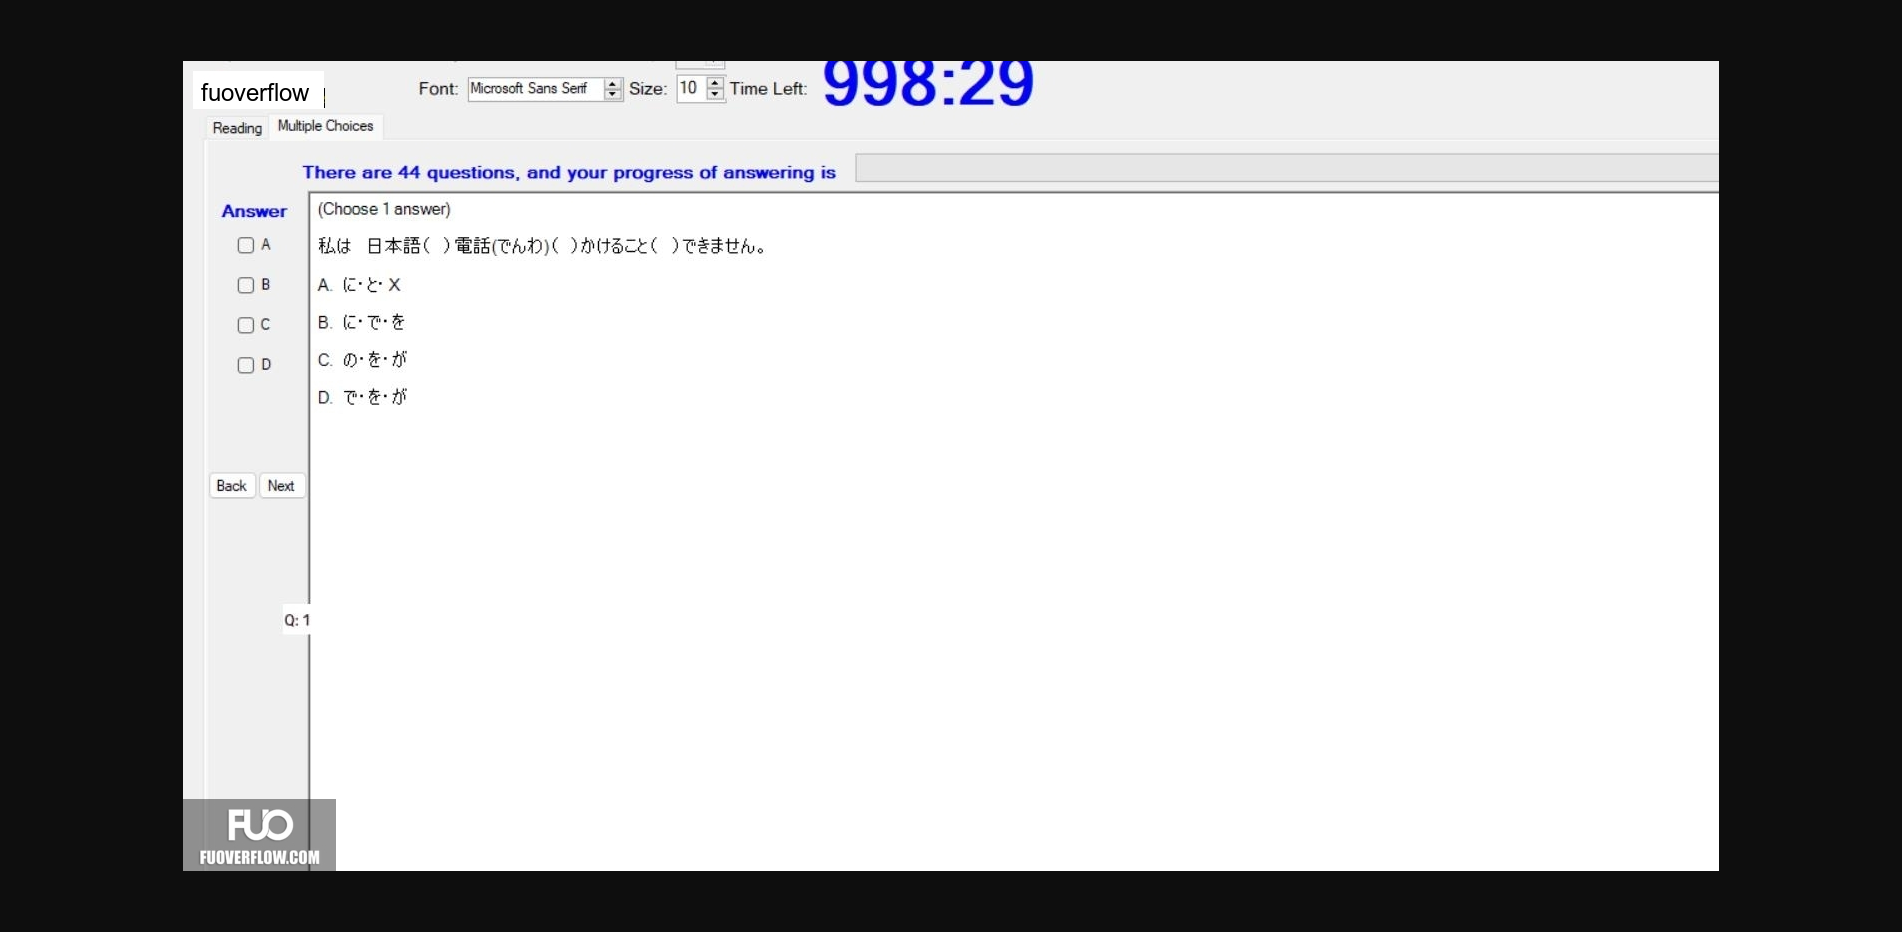 fuoverflow
Font: Microsoft Sans Serif Size: 10 Time Left: 998:29
Reading Multiple Choices
There are 44 questions, and your progress of answering is
Answer
(Choose 1 answer)
A
私は 日本語( )電話(でんわ)( )かけること( )できません。
B
A. に・と・X
C
B. に・で・を
D
C. の・を・が
D. で・を・が
Back Next
Q: 1
FUO
FUOVERFLOW.COM